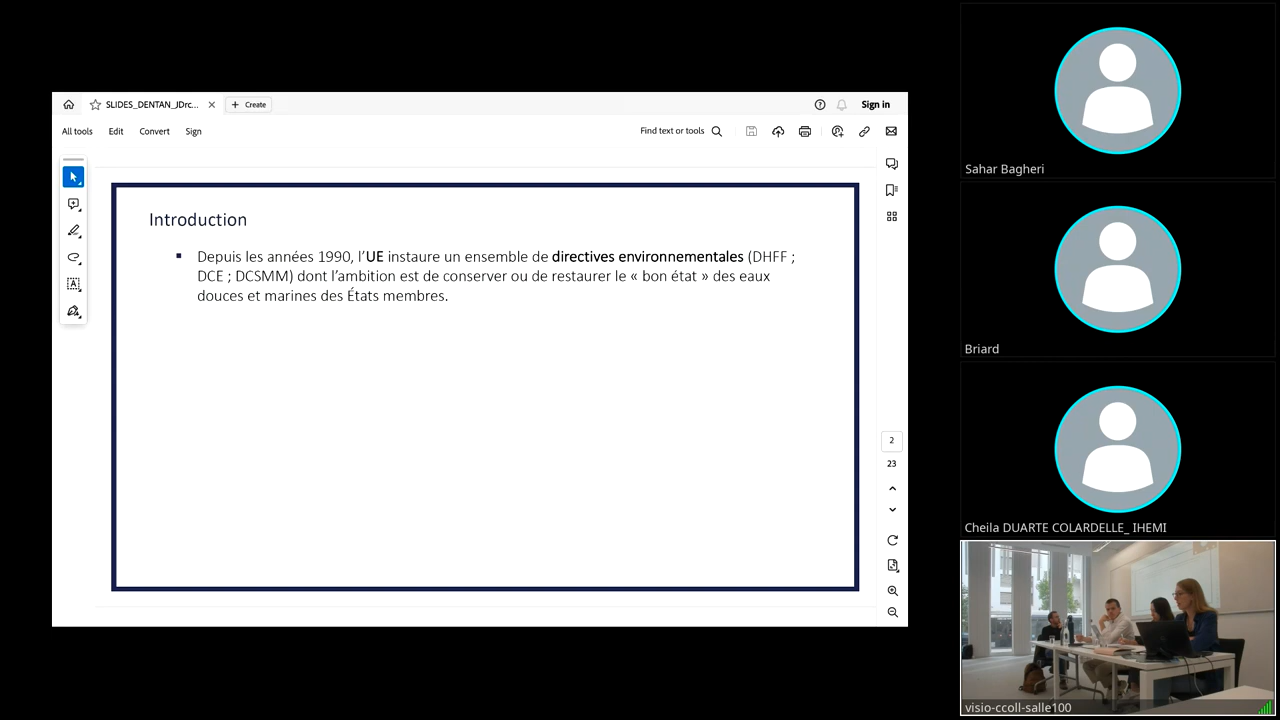 SLIDES_DENTAN_JDrc...
Create
Sign in
All tools
Edit
Convert
Sign
Find text or tools
Introduction
Depuis les années 1990, l'UE instaure un ensemble de directives environnementales (DHFF ;
DCE ; DCSMM) dont l'ambition est de conserver ou de restaurer le « bon état » des eaux
douces et marines des États membres.
2
23
Sahar Bagheri
Briard
Cheila DUARTE COLARDELLE_ IHEMI
visio-ccoll-salle100